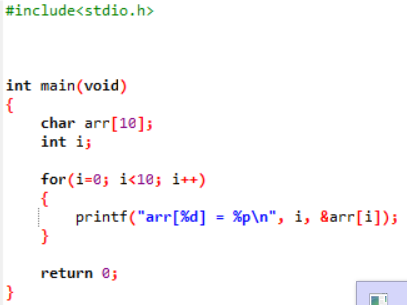 #include<stdio.h>
int main(void)
{
    char arr[10];
    int i;
    for(i=0; i<10; i++)
    {
        printf("arr[%d] = %p\n", i, &arr[i]);
    }
    return 0;
}